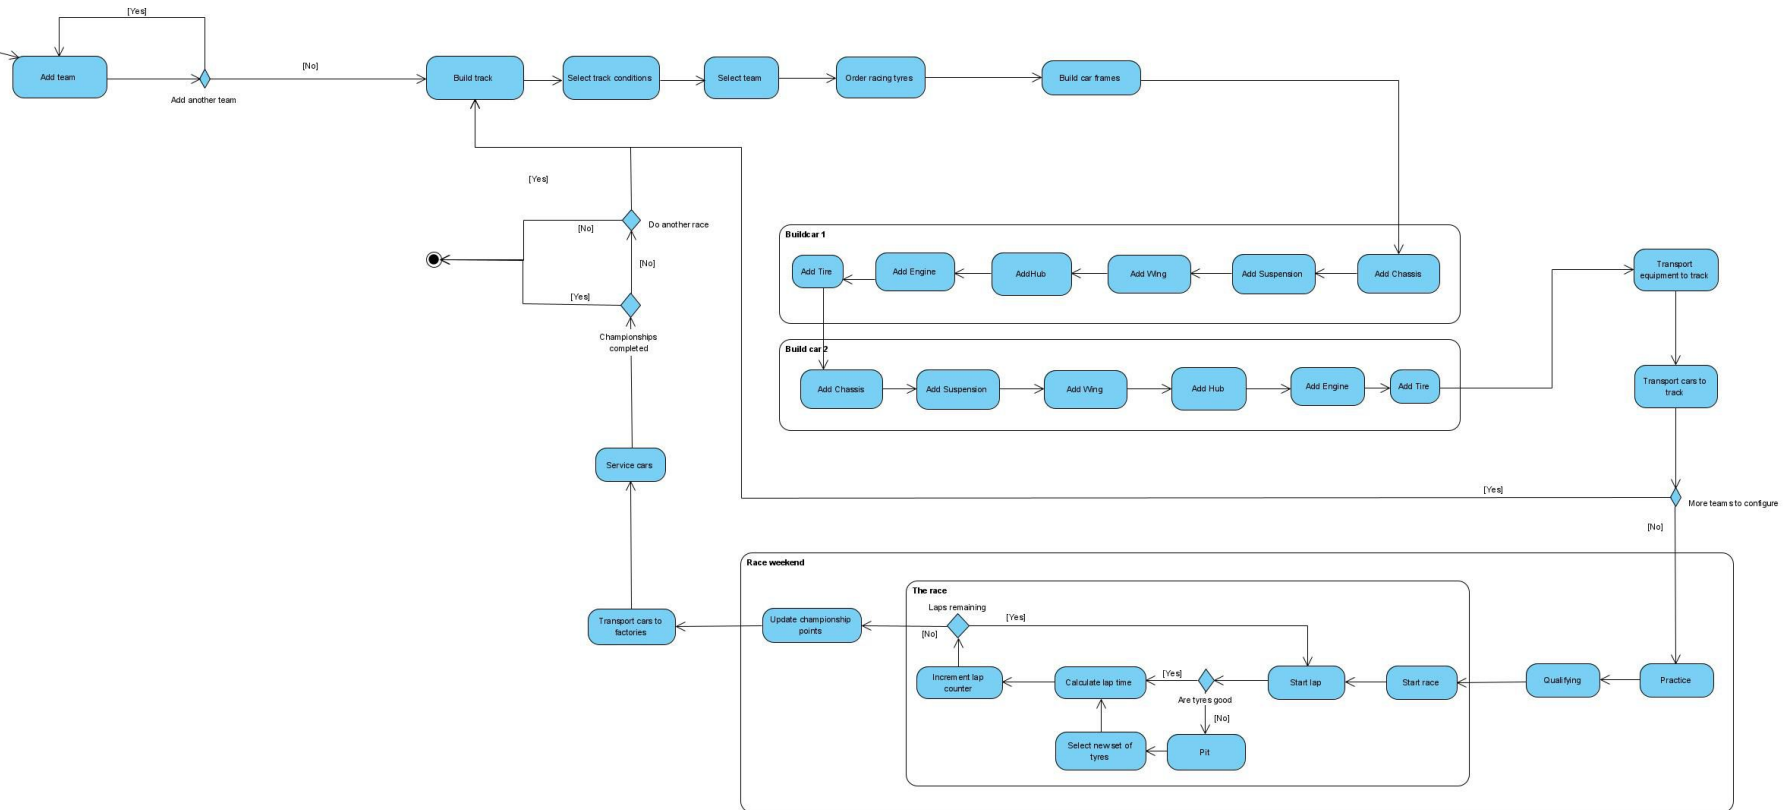 [Yes]
Add team
Add another team
[No]
Build track
Select track conditions
Select team
Order racing tyres
Build car frames
[Yes]
Do another race
[No]
[No]
[Yes]
Championships
completed
Buildcar 1
Add Tire
Add Engine
AddHub
Add Wing
Add Suspension
Add Chassis
Transport
equipment to track
Build car 2
Add Chassis
Add Suspension
Add Wing
Add Hub
Add Engine
Add Tire
Transport cars to
track
Service cars
[Yes]
More teams to configure
[No]
Race weekend
The race
Laps remaining
[Yes]
[No]
Transport cars to
factories
Update championship
points
Increment lap
counter
Calculate lap time
[Yes]
Are tyres good
[No]
Start lap
Start race
Qualifying
Practice
Select new set of
tyres
Pit